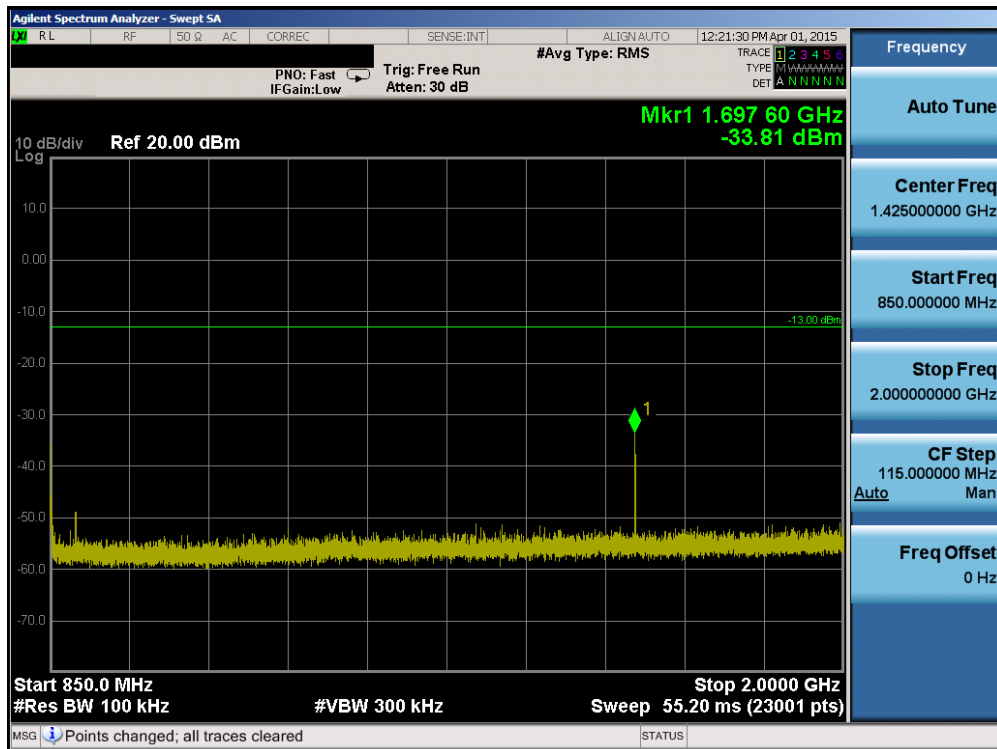 Agilent Spectrum Analyzer - Swept SA
LXI RL RF 50 Ω AC CORREC SENSE:INT ALIGN AUTO 12:21:30 PM Apr 01, 2015
#Avg Type: RMS
TRACE 1 2 3 4 5 6
PNO: Fast Trig: Free Run
TYPE M WWWWW
IFGain:Low Atten: 30 dB
DET A N N N N N
Mkr1 1.697 60 GHz
-33.81 dBm
10 dB/div Ref 20.00 dBm
Log
10.0
0.00
-10.0
-13.00 dBm
-20.0
-30.0
1
-40.0
-50.0
-60.0
-70.0
Start 850.0 MHz Stop 2.0000 GHz
#Res BW 100 kHz #VBW 300 kHz Sweep 55.20 ms (23001 pts)
MSG Points changed; all traces cleared STATUS
Frequency
Auto Tune
Center Freq
1.425000000 GHz
Start Freq
850.000000 MHz
Stop Freq
2.000000000 GHz
CF Step
115.000000 MHz
Auto Man
Freq Offset
0 Hz